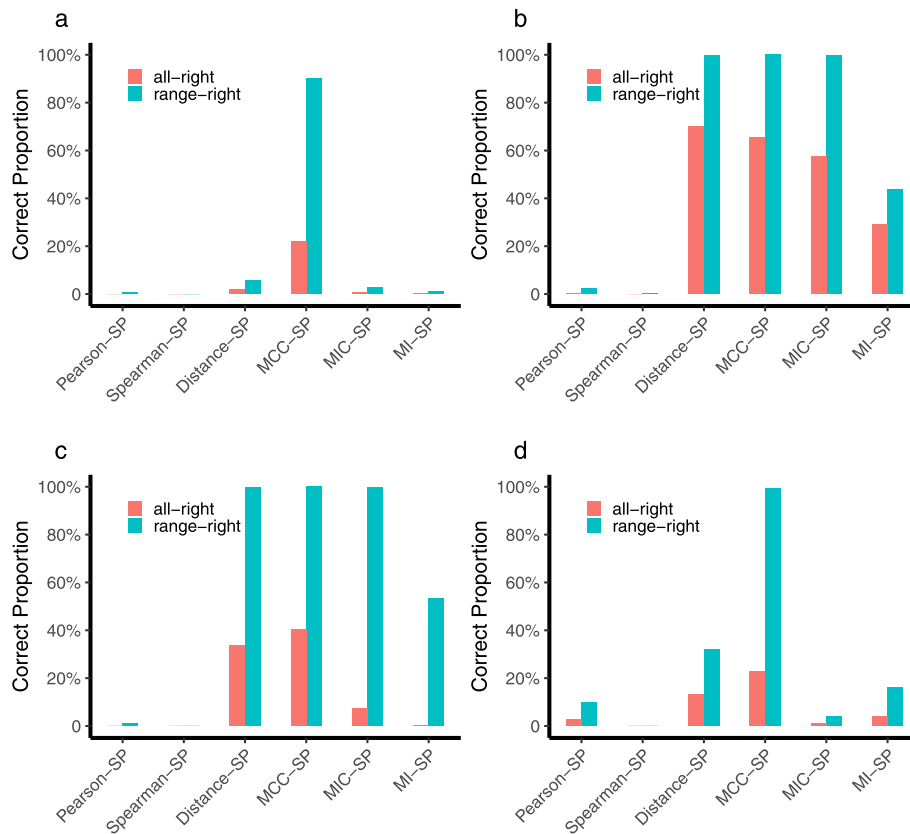 a
Correct Proportion
100%
80%
60%
40%
20%
0
all−right
range−right
Pearson−SP
Spearman−SP
Distance−SP
MCC−SP
MIC−SP
MI−SP
b
Correct Proportion
100%
80%
60%
40%
20%
0
all−right
range−right
Pearson−SP
Spearman−SP
Distance−SP
MCC−SP
MIC−SP
MI−SP
c
Correct Proportion
100%
80%
60%
40%
20%
0
all−right
range−right
Pearson−SP
Spearman−SP
Distance−SP
MCC−SP
MIC−SP
MI−SP
d
Correct Proportion
100%
80%
60%
40%
20%
0
all−right
range−right
Pearson−SP
Spearman−SP
Distance−SP
MCC−SP
MIC−SP
MI−SP